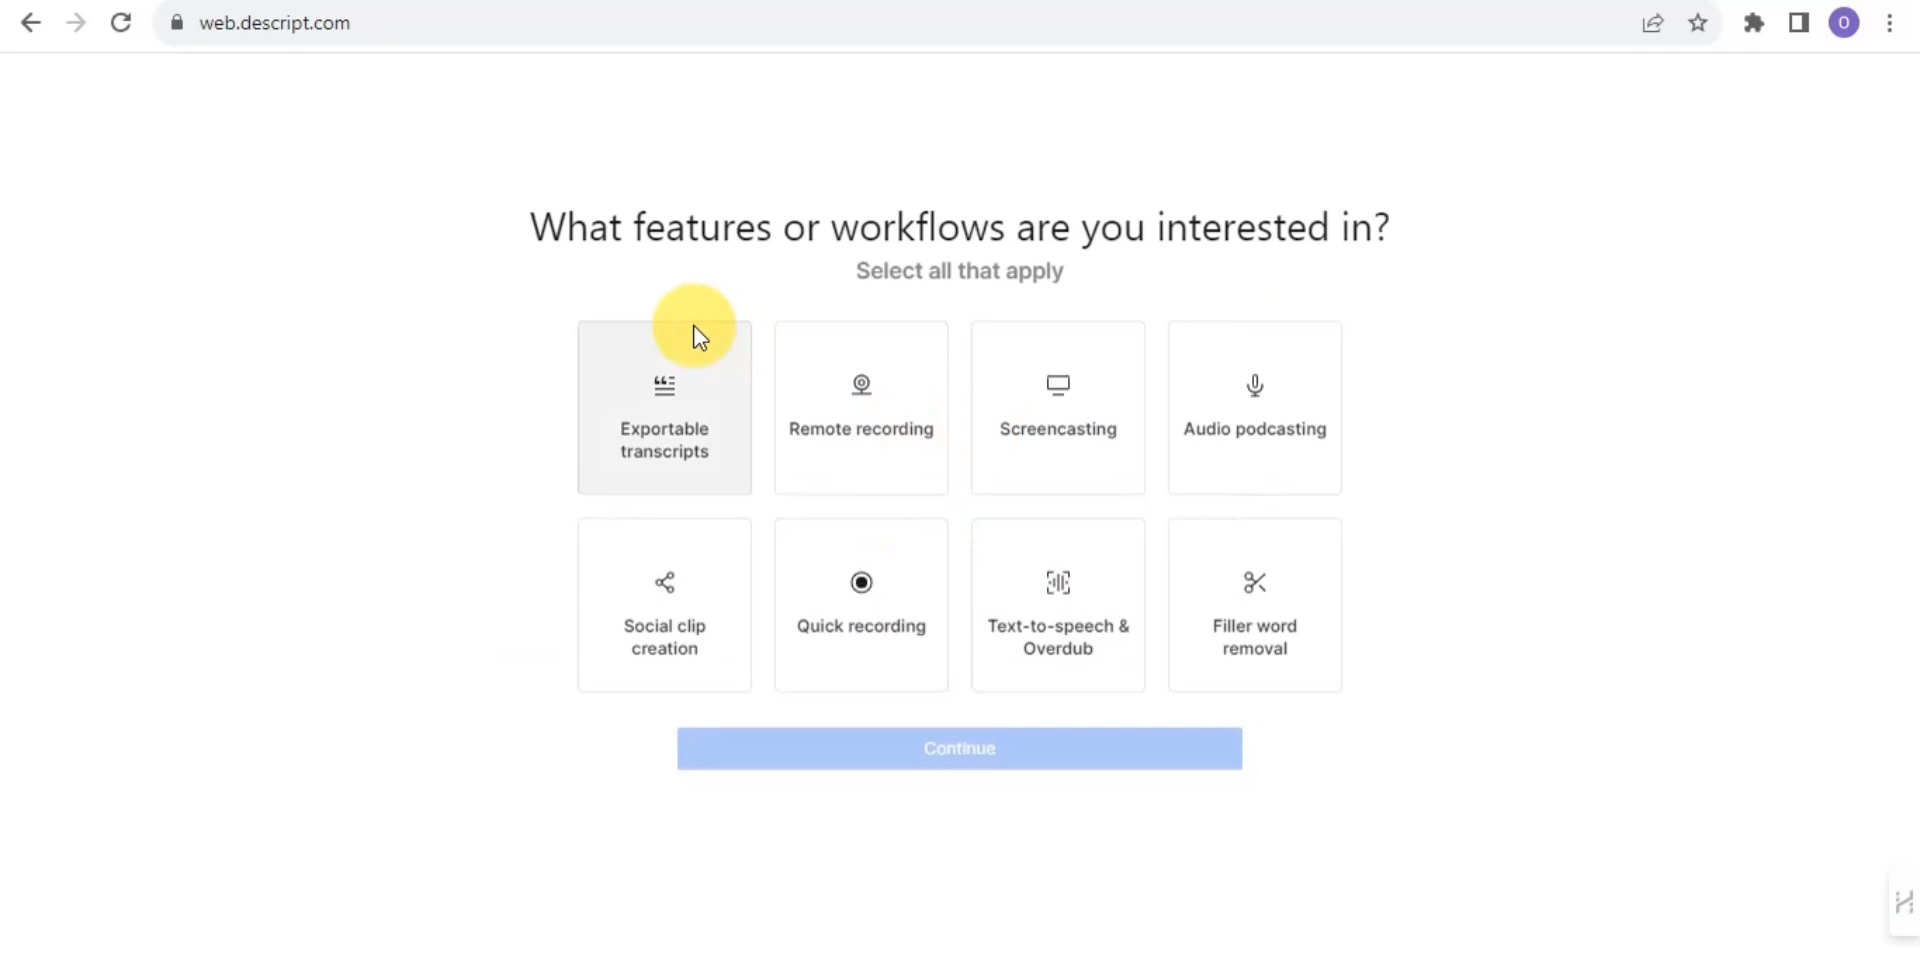 web.descript.com
O
What features or workflows are you interested in?
Select all that apply
Exportable
transcripts
Remote recording
Screencasting
Audio podcasting
Social clip
creation
Quick recording
Text-to-speech &
Overdub
Filler word
removal
Continue